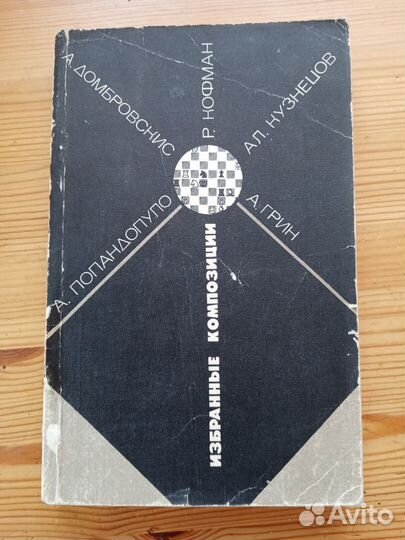 А. ДОМБРОВСКИС
Р. КОФМАН
АЛ. КУЗНЕЦОВ
А. ПОПАНДОПУЛО
А. ГРИН
ИЗБРАННЫЕ КОМПОЗИЦИИ
Avito